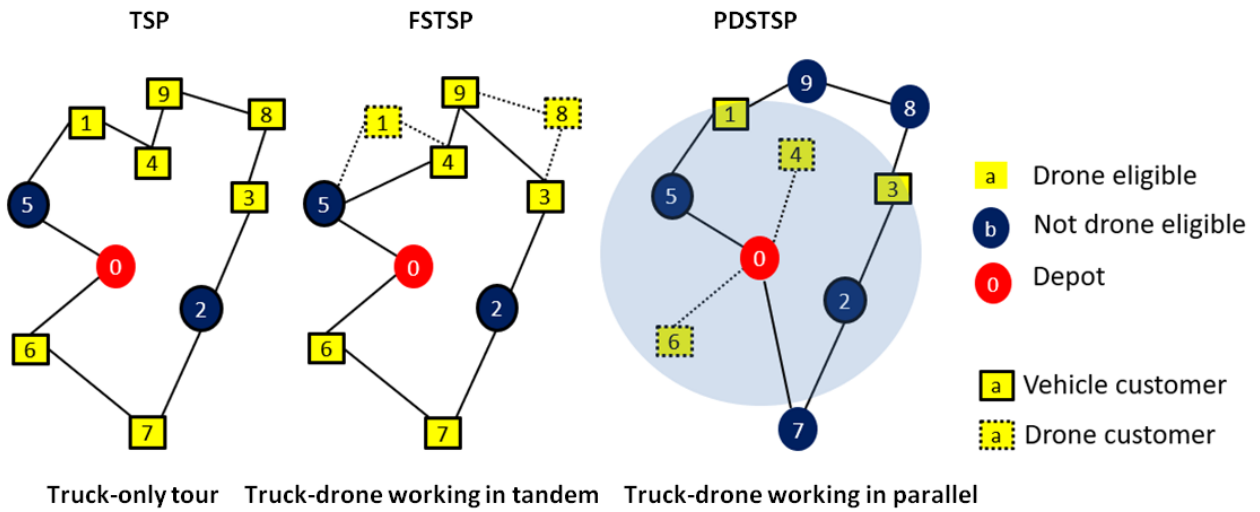 TSP
FSTSP
PDSTSP
9
8
1
4
3
5
0
2
6
7
9
8
1
4
3
5
0
2
6
7
9
8
1
4
3
5
0
2
6
7
a Drone eligible
b Not drone eligible
0 Depot
a Vehicle customer
a Drone customer
Truck-only tour
Truck-drone working in tandem
Truck-drone working in parallel